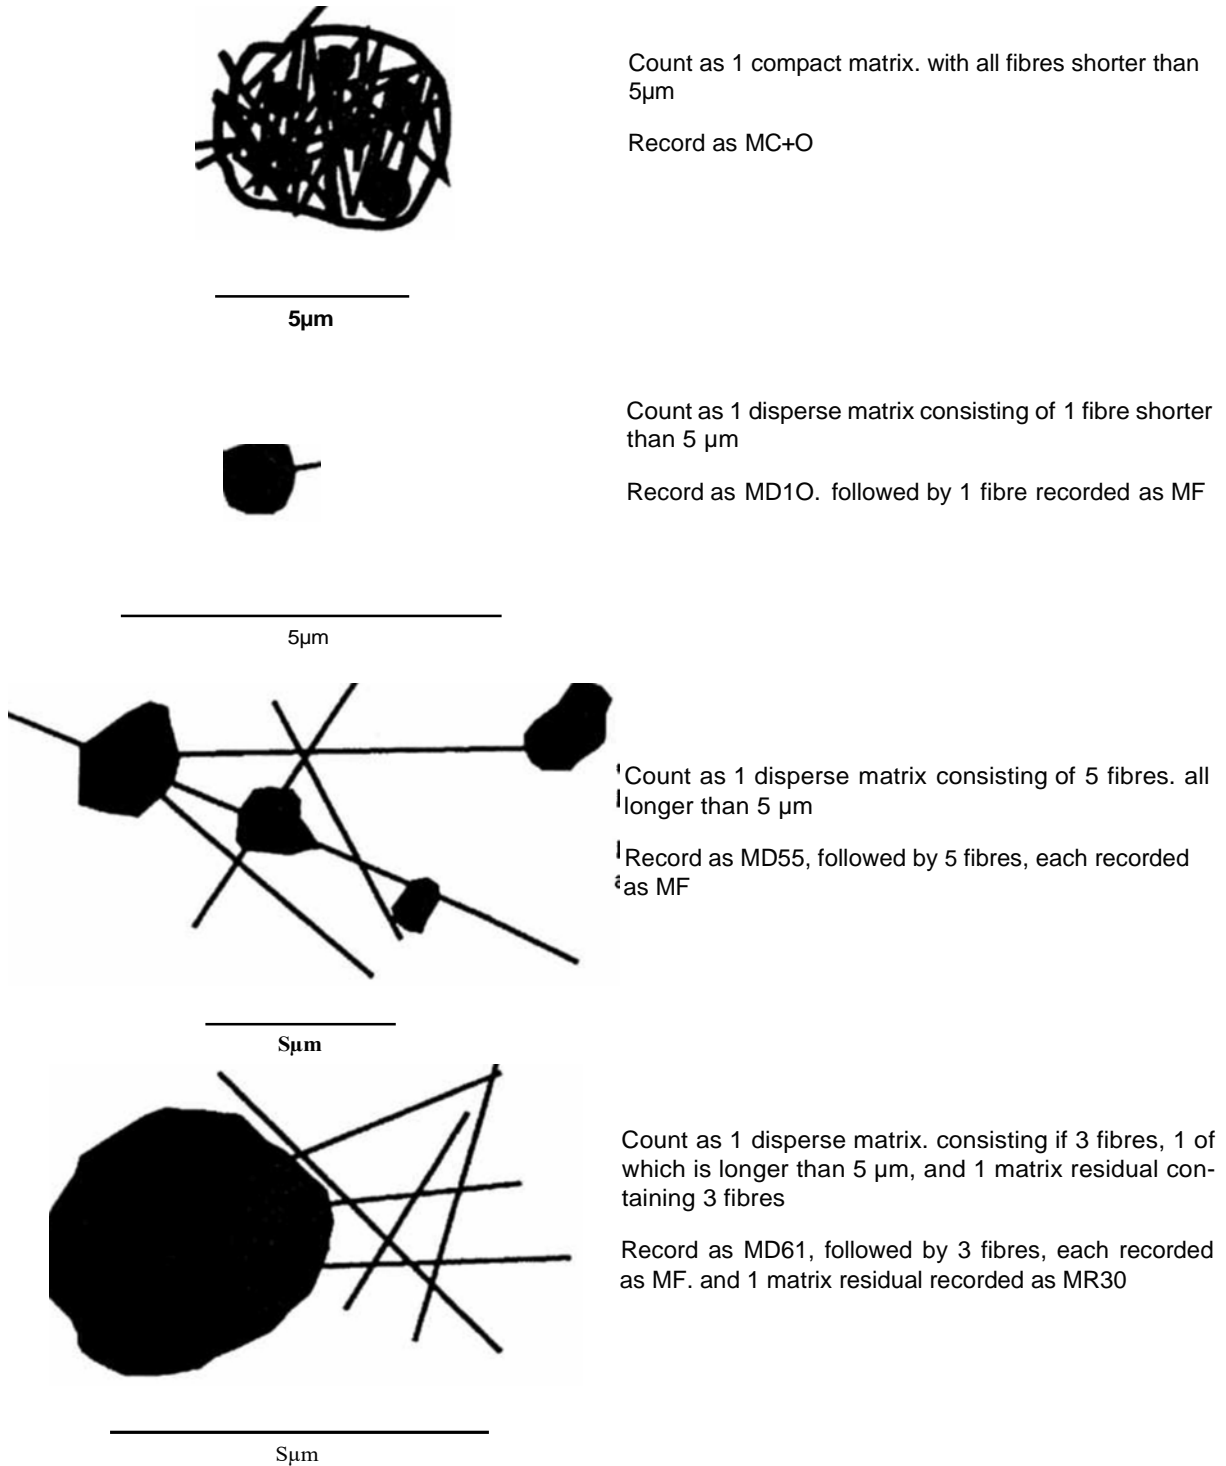 Count as 1 compact matrix. with all fibres shorter than
5µm
Record as MC+O
5µm
Count as 1 disperse matrix consisting of 1 fibre shorter
than 5 µm
Record as MD1O. followed by 1 fibre recorded as MF
5µm
Count as 1 disperse matrix consisting of 5 fibres. all
longer than 5 µm
Record as MD55, followed by 5 fibres, each recorded
as MF
Sµm
Count as 1 disperse matrix. consisting if 3 fibres, 1 of
which is longer than 5 µm, and 1 matrix residual con-
taining 3 fibres
Record as MD61, followed by 3 fibres, each recorded
as MF. and 1 matrix residual recorded as MR30
Sµm